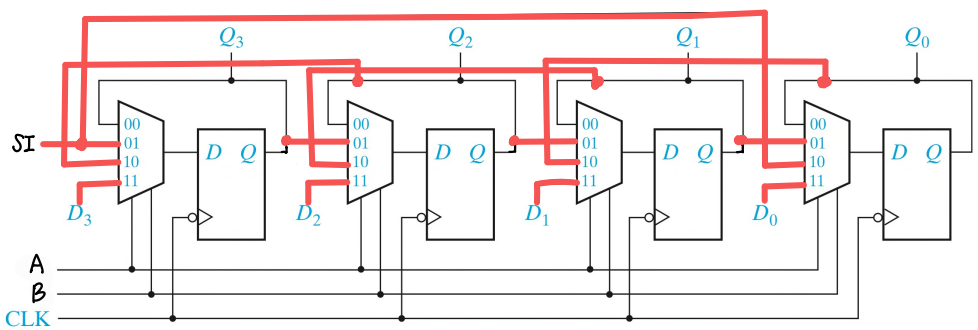 Q3 Q2 Q1 Q0
00 00 00 00
SI 01 01 01 01
D Q D Q D Q D Q
10 10 10 10
11 11 11 11
D3 D2 D1 D0
A
B
CLK